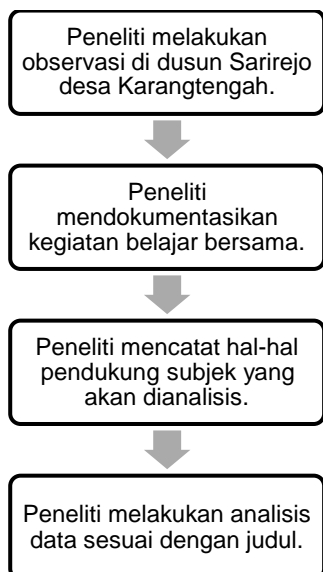 Peneliti melakukan
observasi di dusun Sarirejo
desa Karangtengah.
Peneliti
mendokumentasikan
kegiatan belajar bersama.
Peneliti mencatat hal-hal
pendukung subjek yang
akan dianalisis.
Peneliti melakukan analisis
data sesuai dengan judul.